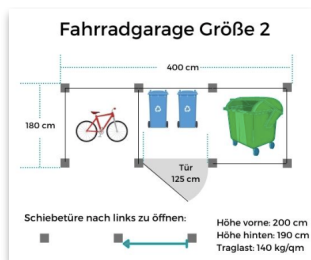 Fahrradgarage Größe 2
400 cm
180 cm
Tür
125 cm
Schiebetüre nach links zu öffnen:
Höhe vorne: 200 cm
Höhe hinten: 190 cm
Traglast: 140 kg/qm